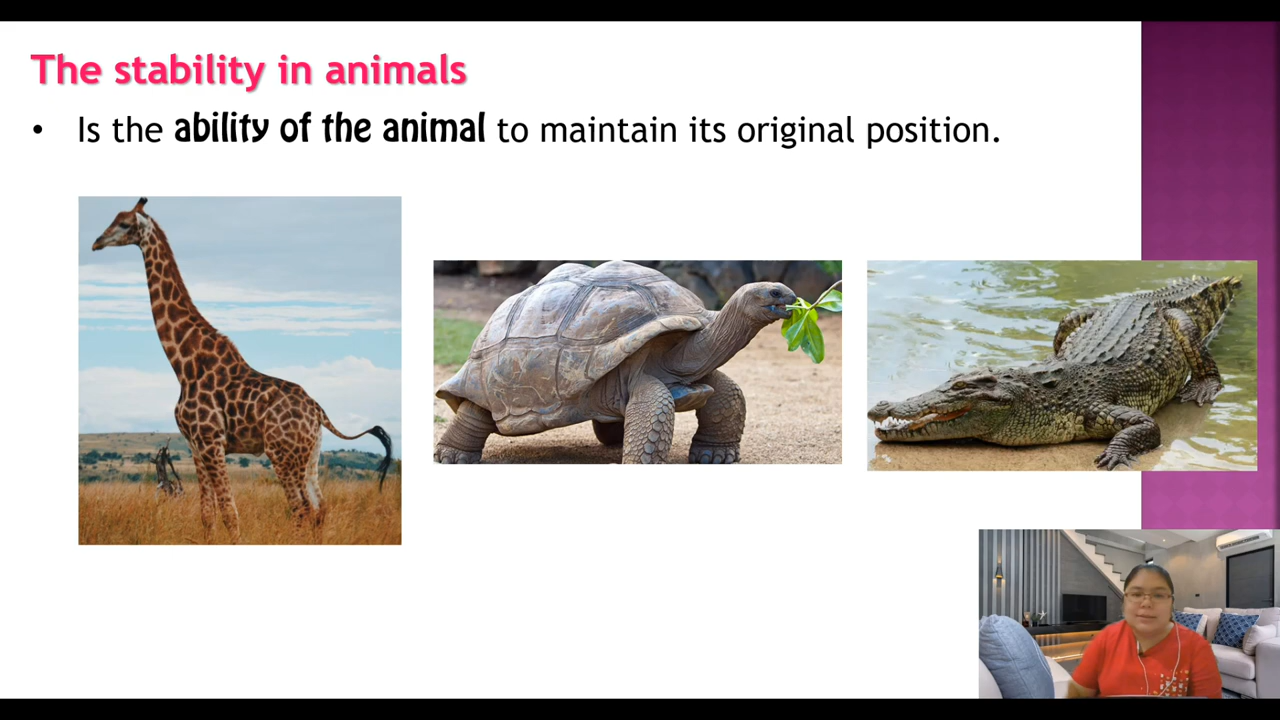 The stability in animals
• Is the ability of the animal to maintain its original position.